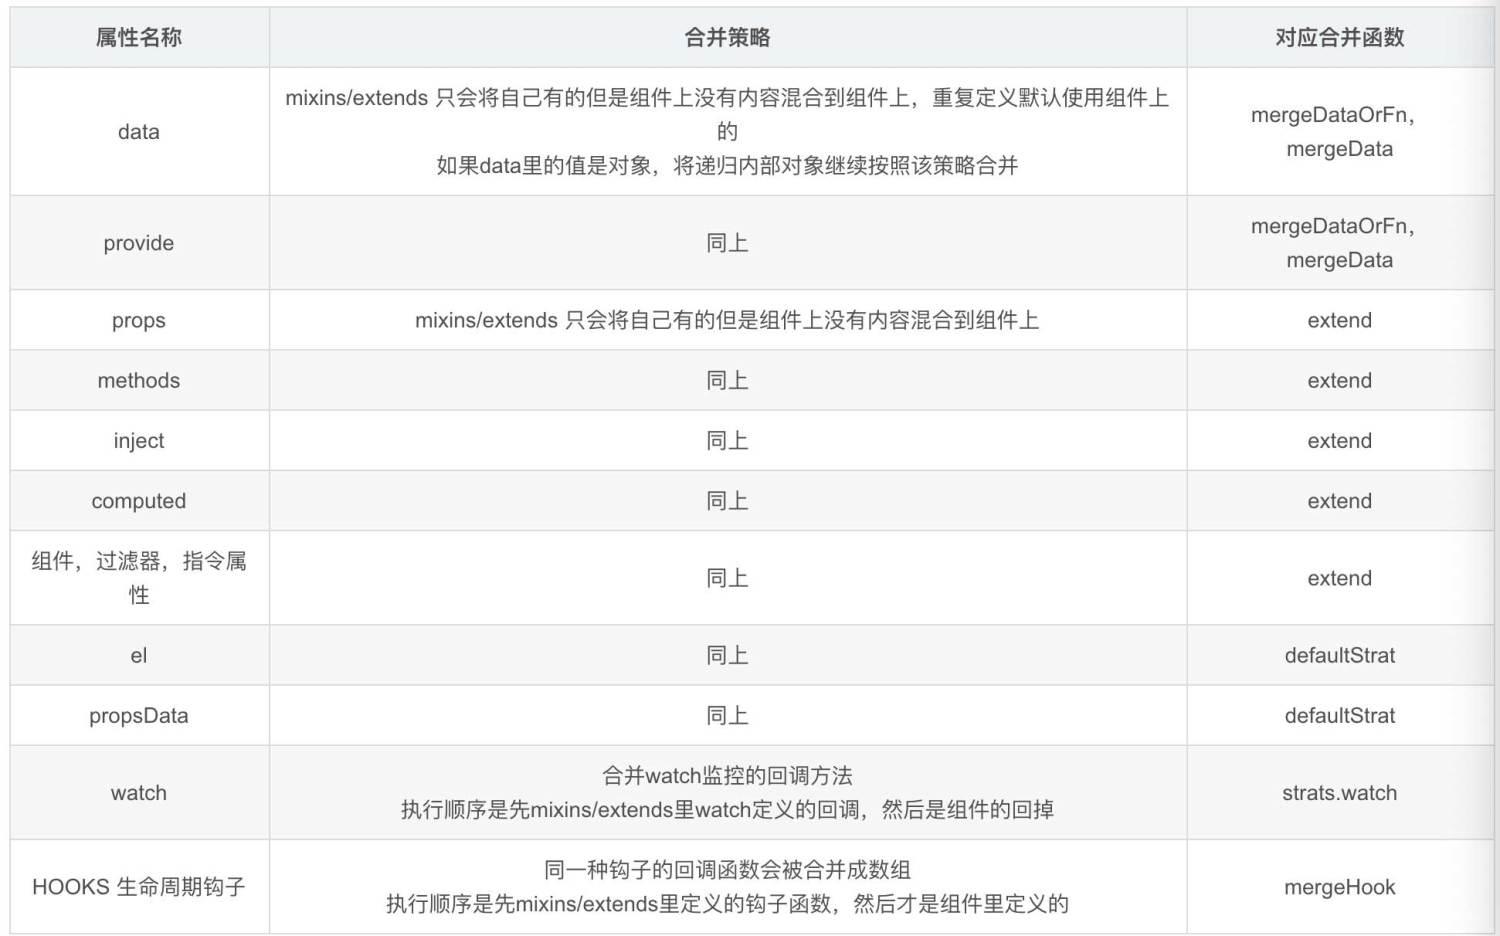 属性名称 合并策略 对应合并函数
data
mixins/extends 只会将自己有的但是组件上没有内容混合到组件上，重复定义默认使用组件上
的
如果data里的值是对象，将递归内部对象继续按照该策略合并
mergeDataOrFn，
mergeData
provide
同上
mergeDataOrFn，
mergeData
props mixins/extends 只会将自己有的但是组件上没有内容混合到组件上 extend
methods 同上 extend
inject 同上 extend
computed 同上 extend
组件，过滤器，指令属
性
同上
extend
el 同上 defaultStrat
propsData 同上 defaultStrat
watch
合并watch监控的回调方法
执行顺序是先mixins/extends里watch定义的回调，然后是组件的回掉
strats.watch
HOOKS 生命周期钩子
同一种钩子的回调函数会被合并成数组
执行顺序是先mixins/extends里定义的钩子函数，然后才是组件里定义的
mergeHook